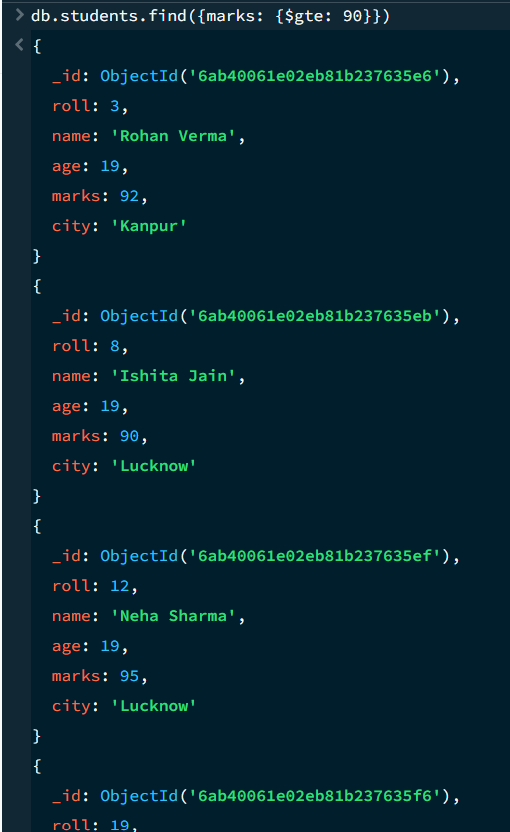 > db.students.find({marks: {$gte: 90}})
< {
_id: ObjectId('6ab40061e02eb81b237635e6'),
roll: 3,
name: 'Rohan Verma',
age: 19,
marks: 92,
city: 'Kanpur'
}
{
_id: ObjectId('6ab40061e02eb81b237635eb'),
roll: 8,
name: 'Ishita Jain',
age: 19,
marks: 90,
city: 'Lucknow'
}
{
_id: ObjectId('6ab40061e02eb81b237635ef'),
roll: 12,
name: 'Neha Sharma',
age: 19,
marks: 95,
city: 'Lucknow'
}
{
_id: ObjectId('6ab40061e02eb81b237635f6'),
roll: 19,